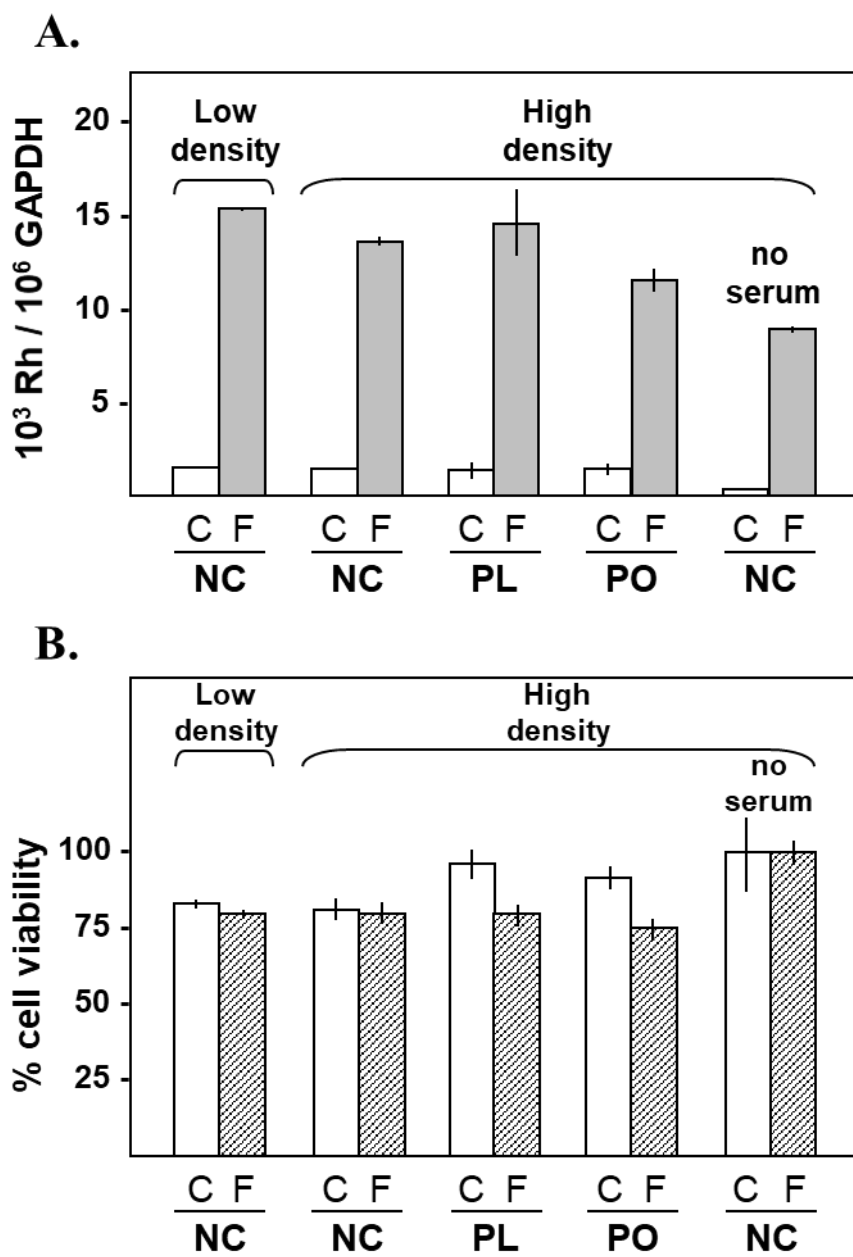 A.
10³ Rh / 10⁶ GAPDH
20
15
10
5
Low
density
High
density
no
serum
C F C F C F C F C F
NC NC PL PO NC
B.
% cell viability
100
75
50
25
Low
density
High
density
no
serum
C F C F C F C F C F
NC NC PL PO NC